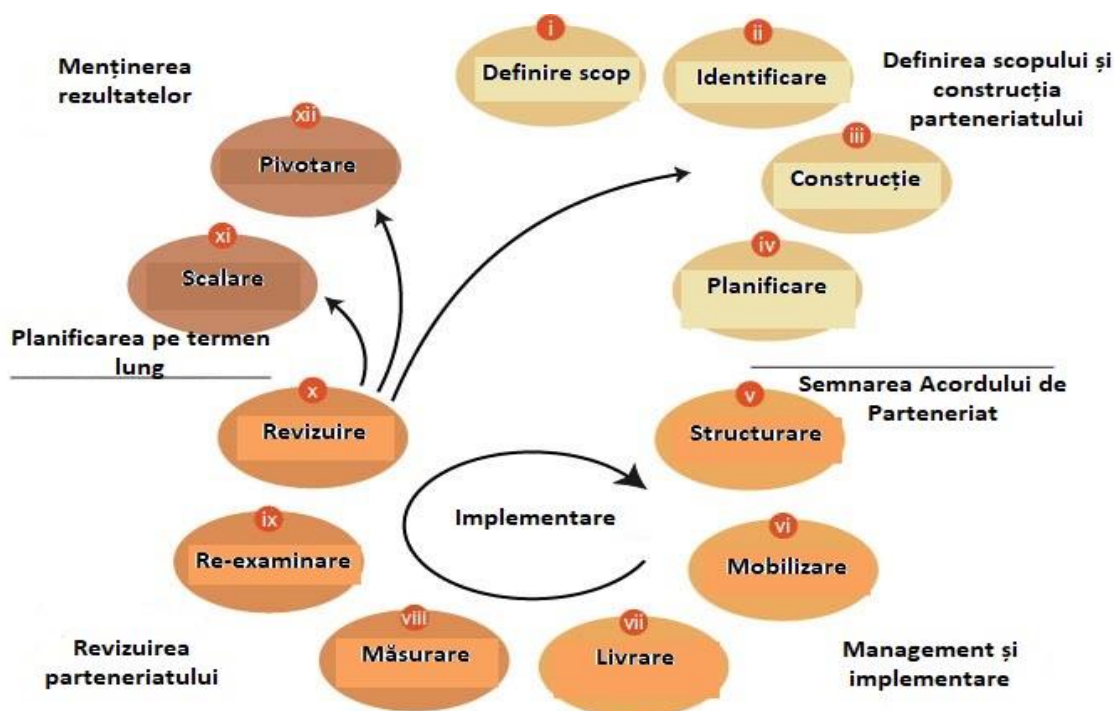 Menținerea
rezultatelor
i
Definire scop
ii
Identificare
Definirea scopului și
construcția
parteneriatului
iii
Construcție
iv
Planificare
Semnarea Acordului de
Parteneriat
v
Structurare
vi
Mobilizare
Management și
implementare
vii
Livrare
viii
Măsurare
Revizuirea
parteneriatului
ix
Re-examinare
x
Revizuire
Implementare
Planificarea pe termen
lung
xi
Scalare
xii
Pivotare